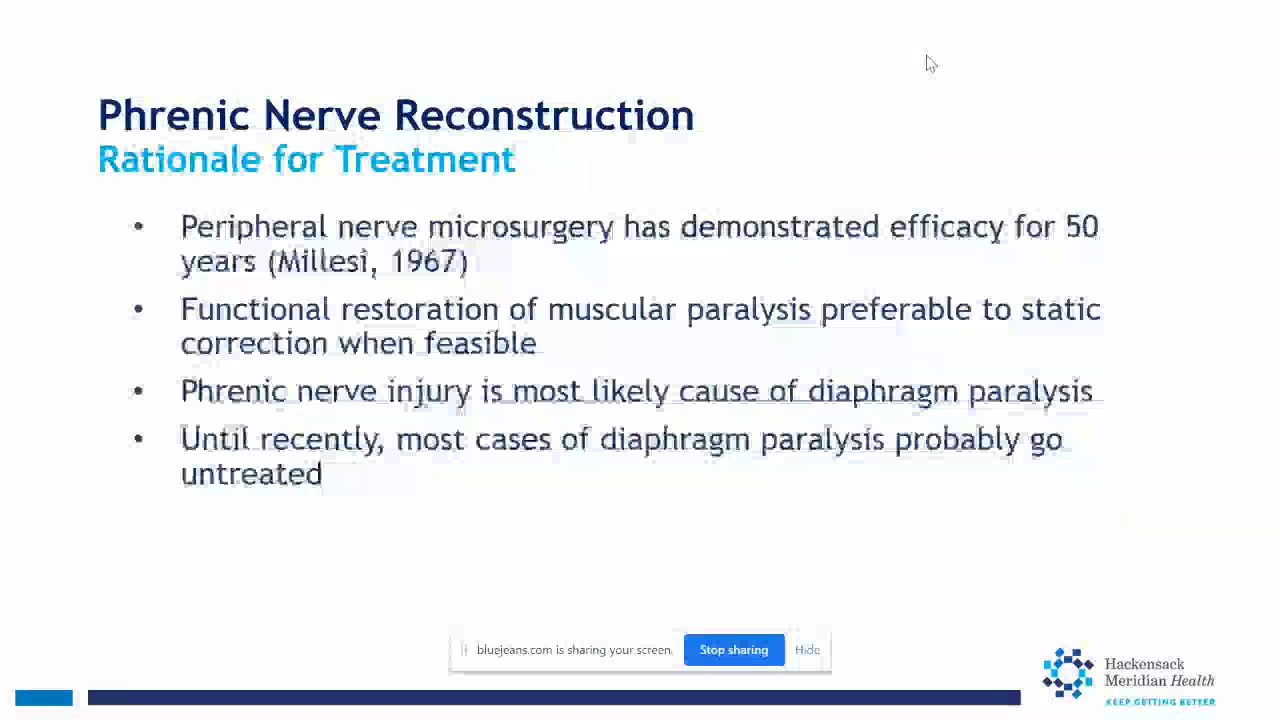 Phrenic Nerve Reconstruction
Rationale for Treatment
• Peripheral nerve microsurgery has demonstrated efficacy for 50
years (Millesi, 1967)
• Functional restoration of muscular paralysis preferable to static
correction when feasible
• Phrenic nerve injury is most likely cause of diaphragm paralysis
• Until recently, most cases of diaphragm paralysis probably go
untreated
bluejeans.com is sharing your screen. Stop sharing Hide
Hackensack
Meridian Health
KEEP GETTING BETTER